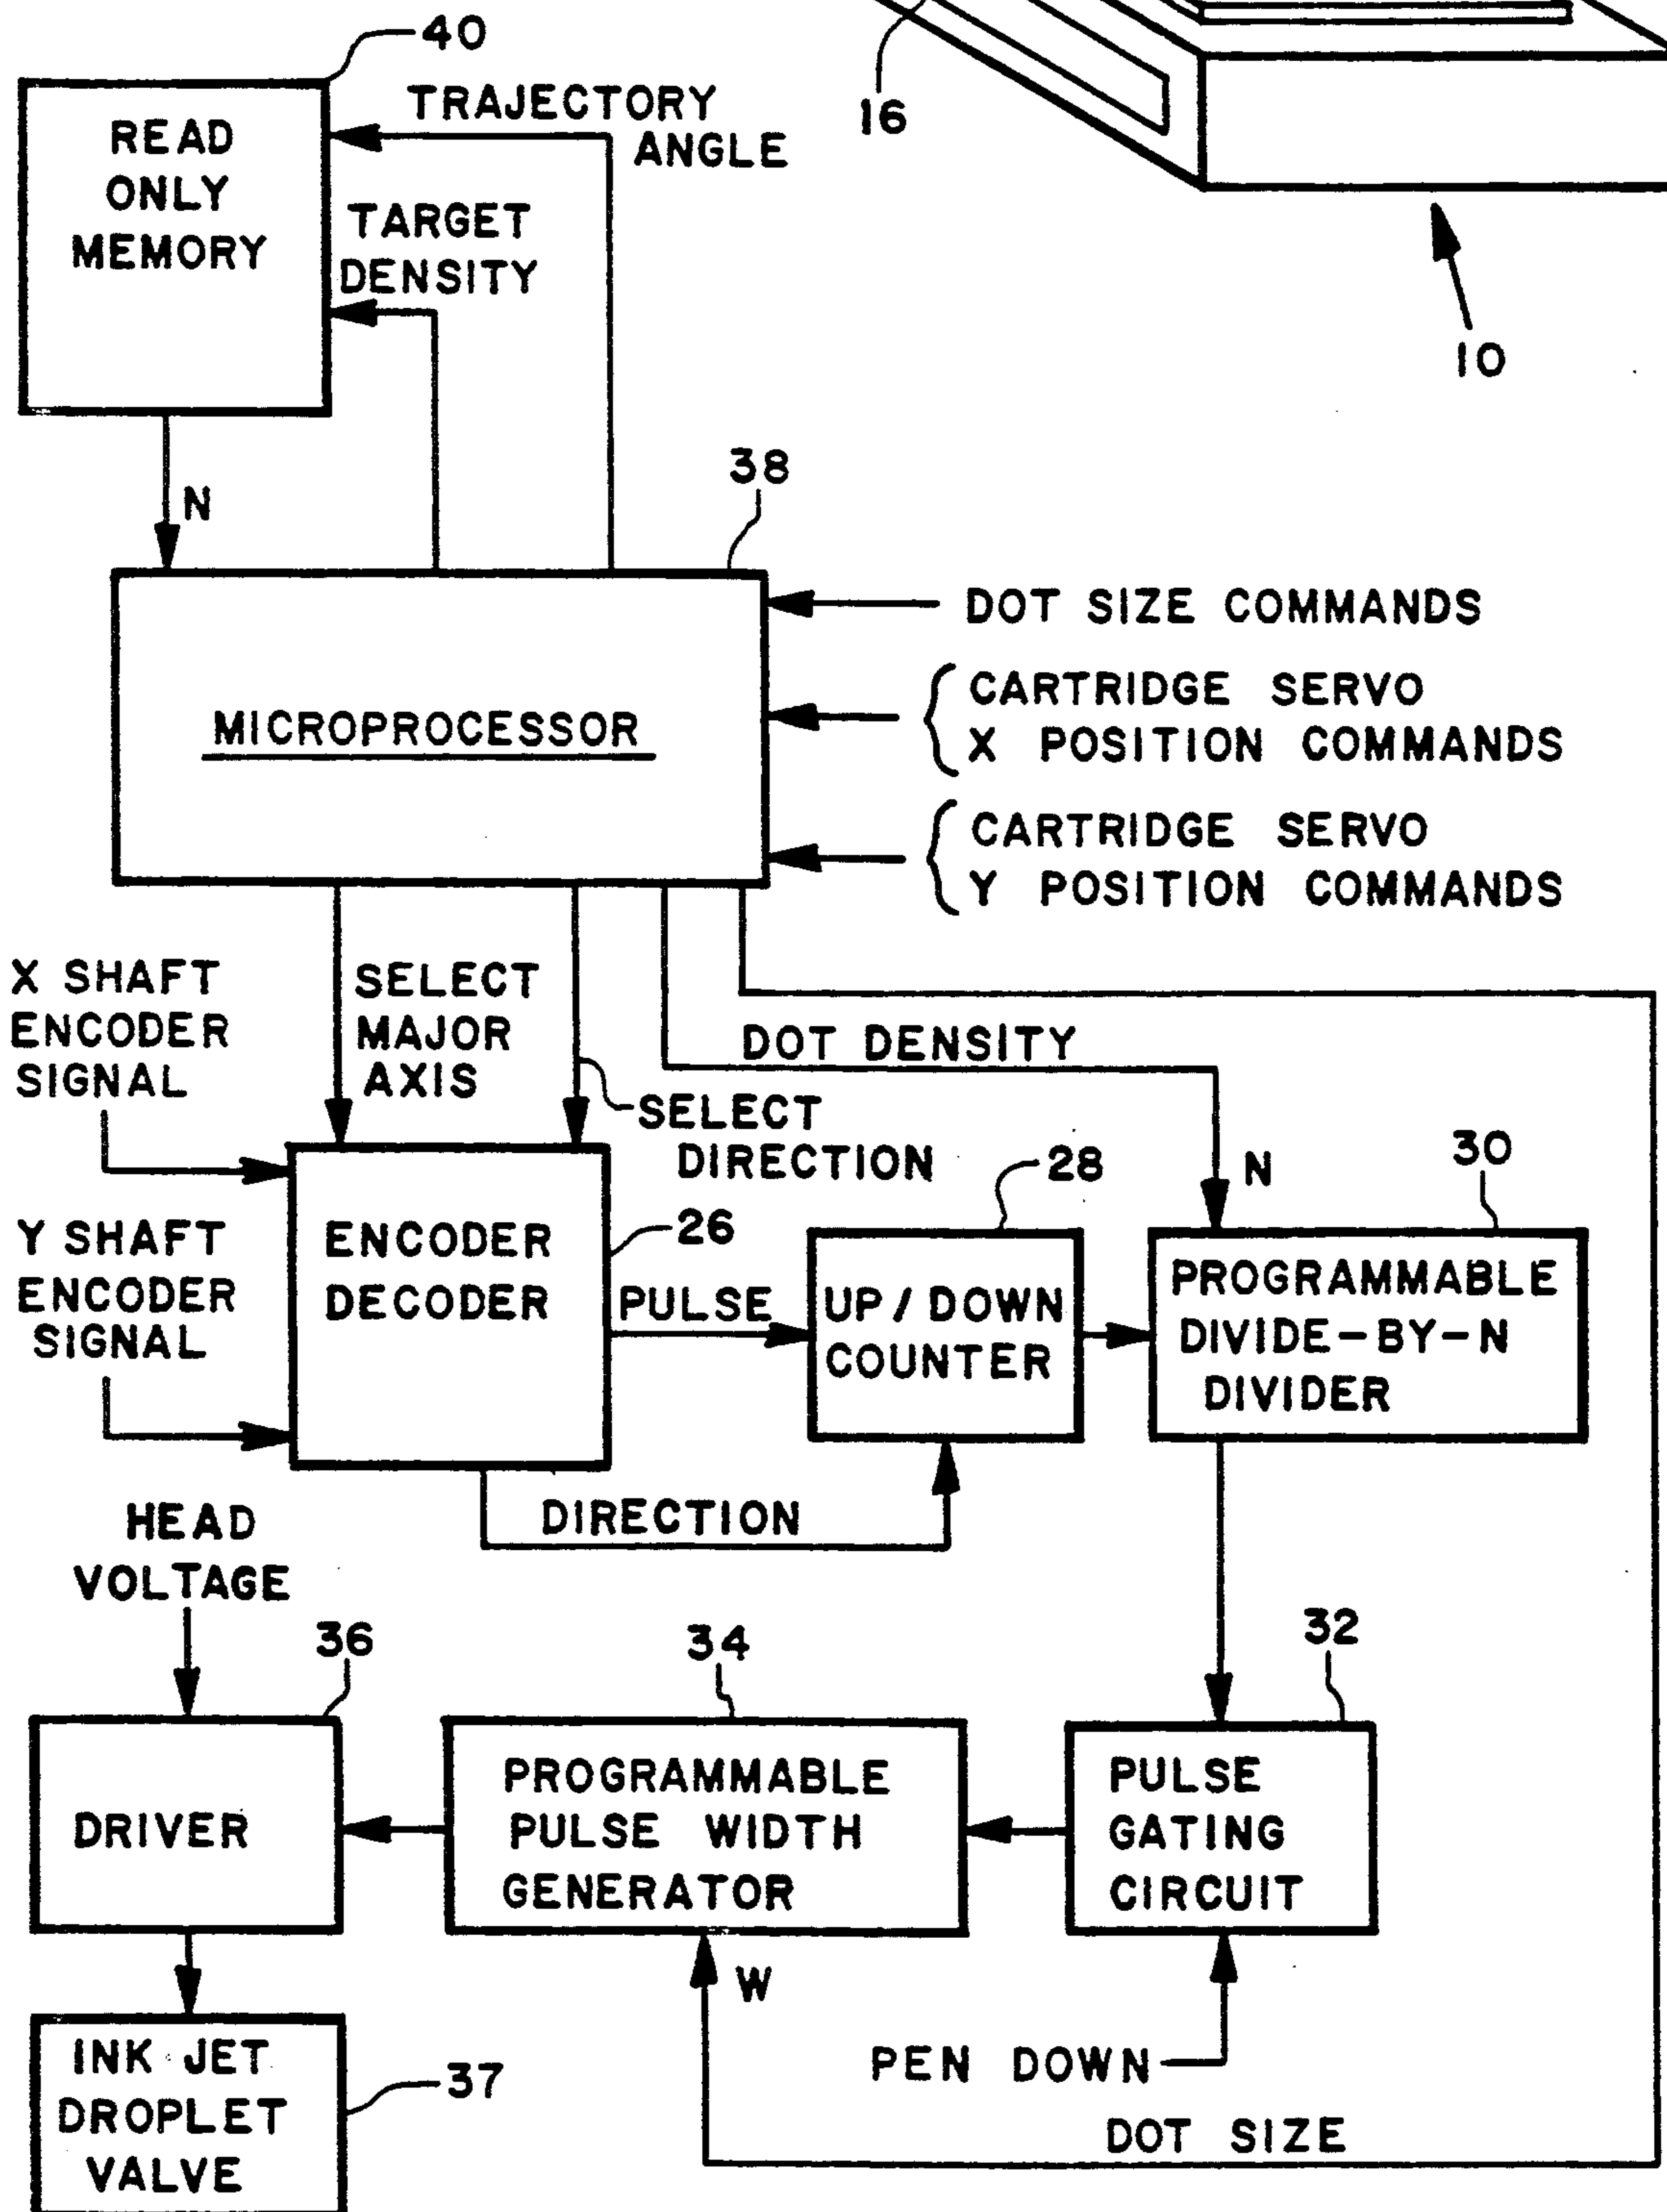 40
16
10
READ
ONLY
MEMORY
TRAJECTORY
ANGLE
TARGET
DENSITY
N
38
MICROPROCESSOR
DOT SIZE COMMANDS
CARTRIDGE SERVO
X POSITION COMMANDS
CARTRIDGE SERVO
Y POSITION COMMANDS
X SHAFT
ENCODER
SIGNAL
SELECT
MAJOR
AXIS
SELECT
DIRECTION
DOT DENSITY
N
Y SHAFT
ENCODER
SIGNAL
ENCODER
DECODER
26
PULSE
28
UP/DOWN
COUNTER
30
PROGRAMMABLE
DIVIDE-BY-N
DIVIDER
DIRECTION
HEAD
VOLTAGE
36
DRIVER
34
PROGRAMMABLE
PULSE WIDTH
GENERATOR
32
PULSE
GATING
CIRCUIT
W
PEN DOWN
DOT SIZE
INK JET
DROPLET
VALVE
37